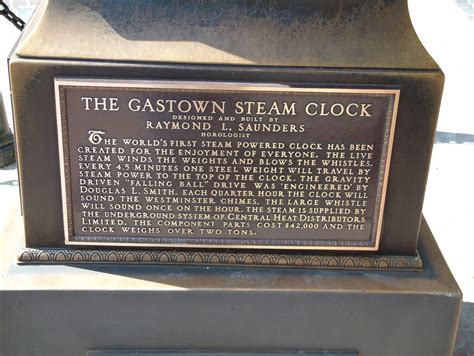 THE GASTOWN STEAM CLOCK
DESIGNED AND BUILT BY
RAYMOND L. SAUNDERS
HOROLOGIST
THE WORLD'S FIRST STEAM POWERED CLOCK HAS BEEN
CREATED FOR THE ENJOYMENT OF EVERYONE. THE LIVE
STEAM WINDS THE WEIGHTS AND BLOWS THE WHISTLES.
EVERY 4.5 MINUTES ONE STEEL WEIGHT WILL TRAVEL BY
STEAM POWER TO THE TOP OF THE CLOCK. THE GRAVITY
DRIVEN "FALLING BALL" DRIVE WAS 'ENGINEERED' BY
DOUGLAS L. SMITH. EACH QUARTER HOUR THE CLOCK WILL
SOUND THE WESTMINSTER CHIMES. THE LARGE WHISTLE
WILL SOUND ONCE ON THE HOUR. THE STEAM IS SUPPLIED BY
THE UNDERGROUND SYSTEM OF CENTRAL HEAT DISTRIBUTORS
LIMITED. THE COMPONENT PARTS COST $42,000 AND THE
CLOCK WEIGHS OVER TWO TONS.